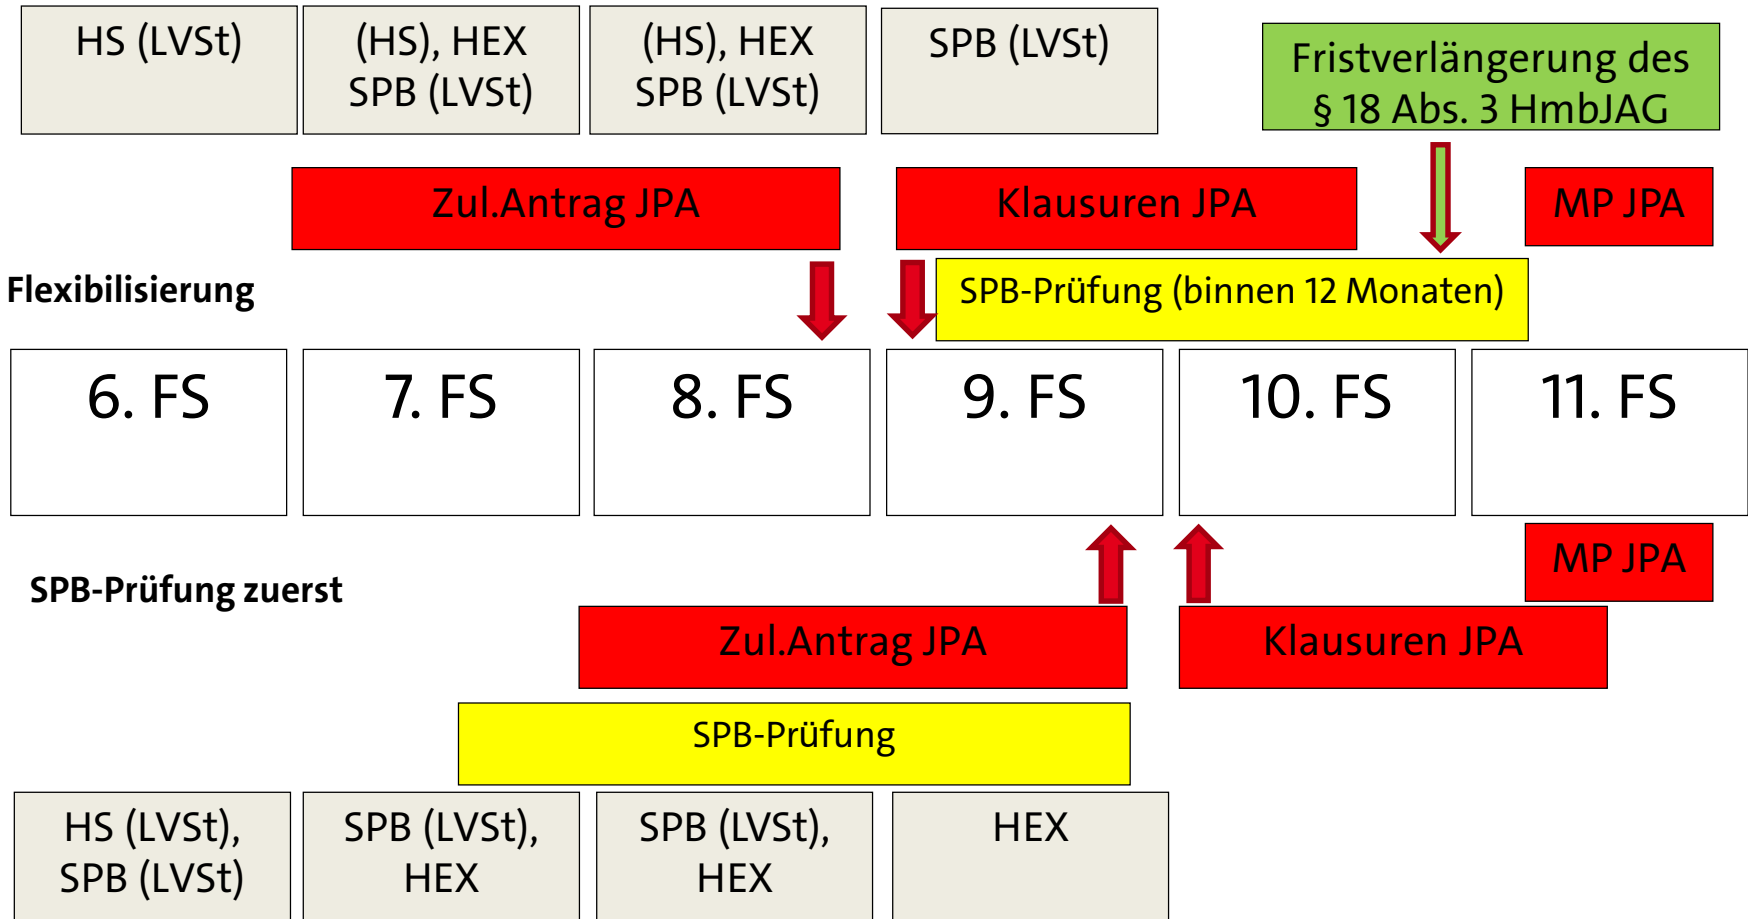 HS (LVSt)
(HS), HEX
SPB (LVSt)
(HS), HEX
SPB (LVSt)
SPB (LVSt)
Fristverlängerung des
§ 18 Abs. 3 HmbJAG
Zul.Antrag JPA
Klausuren JPA
MP JPA
Flexibilisierung
SPB-Prüfung (binnen 12 Monaten)
6. FS
7. FS
8. FS
9. FS
10. FS
11. FS
MP JPA
SPB-Prüfung zuerst
Zul.Antrag JPA
Klausuren JPA
SPB-Prüfung
HS (LVSt),
SPB (LVSt)
SPB (LVSt),
HEX
SPB (LVSt),
HEX
HEX